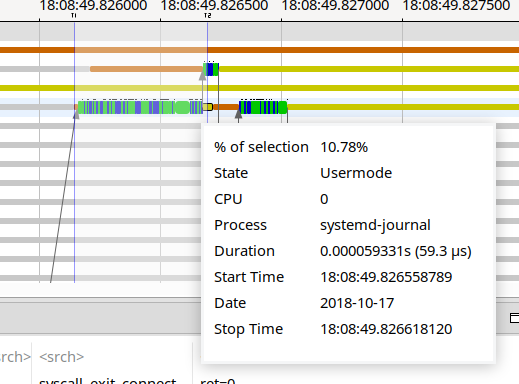 18:08:49.826000 18:08:49.826500 18:08:49.827000 18:08:49.827500
T1 T2
% of selection 10.78%
State Usermode
CPU 0
Process systemd-journal
Duration 0.000059331s (59.3 µs)
Start Time 18:08:49.826558789
Date 2018-10-17
Stop Time 18:08:49.826618120
<srch> <srch>
syscall_exit_connect ret=0